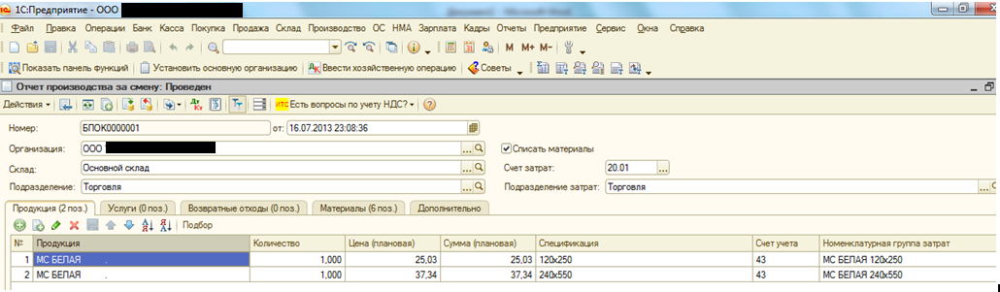 1С:Предприятие - ООО
Файл Правка Операции Банк Касса Покупка Продажа Склад Производство ОС НМА Зарплата Кадры Отчеты Предприятие Сервис Окна Справка
M M+ M-
Показать панель функций Установить основную организацию Ввести хозяйственную операцию Советы
Отчет производства за смену: Проведен
Действия Дт Кт ИТС Есть вопросы по учету НДС?
Номер: БПОК0000001 от: 16.07.2013 23:08:36
Организация: ООО Списать материалы
Склад: Основной склад Счет затрат: 20.01
Подразделение: Торговля Подразделение затрат: Торговля
Продукция (2 поз.) Услуги (0 поз.) Возвратные отходы (0 поз.) Материалы (6 поз.) Дополнительно
Подбор
№ Продукция Количество Цена (плановая) Сумма (плановая) Спецификация Счет учета Номенклатурная группа затрат
1 МС БЕЛАЯ 1,000 25,03 25,03 120х250 43 МС БЕЛАЯ 120х250
2 МС БЕЛАЯ 1,000 37,34 37,34 240х550 43 МС БЕЛАЯ 240х550